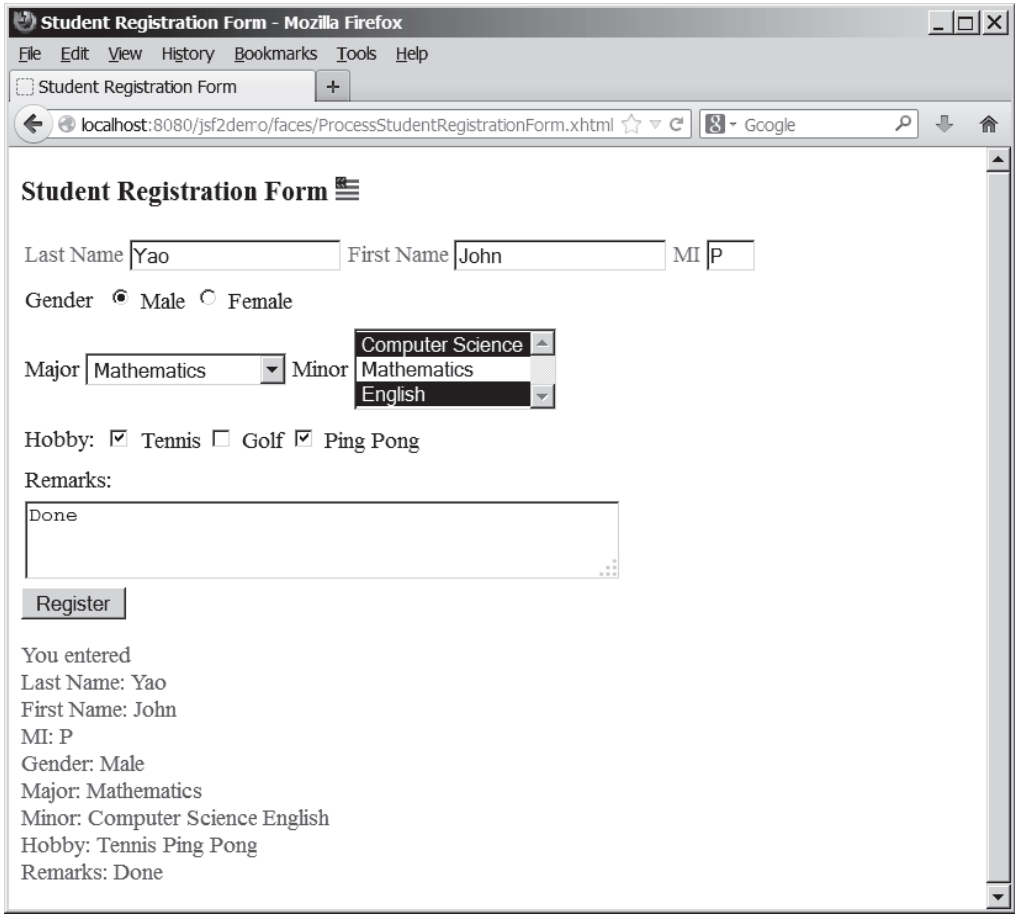 Student Registration Form - Mozilla Firefox
File Edit View History Bookmarks Tools Help
Student Registration Form +
localhost:8080/jsf2demo/faces/ProcessStudentRegistrationForm.xhtml 8 Google
Student Registration Form
Last Name Yao First Name John MI P
Gender Male Female
Computer Science
Major Mathematics Minor Mathematics
English
Hobby: Tennis Golf Ping Pong
Remarks:
Done
Register
You entered
Last Name: Yao
First Name: John
MI: P
Gender: Male
Major: Mathematics
Minor: Computer Science English
Hobby: Tennis Ping Pong
Remarks: Done